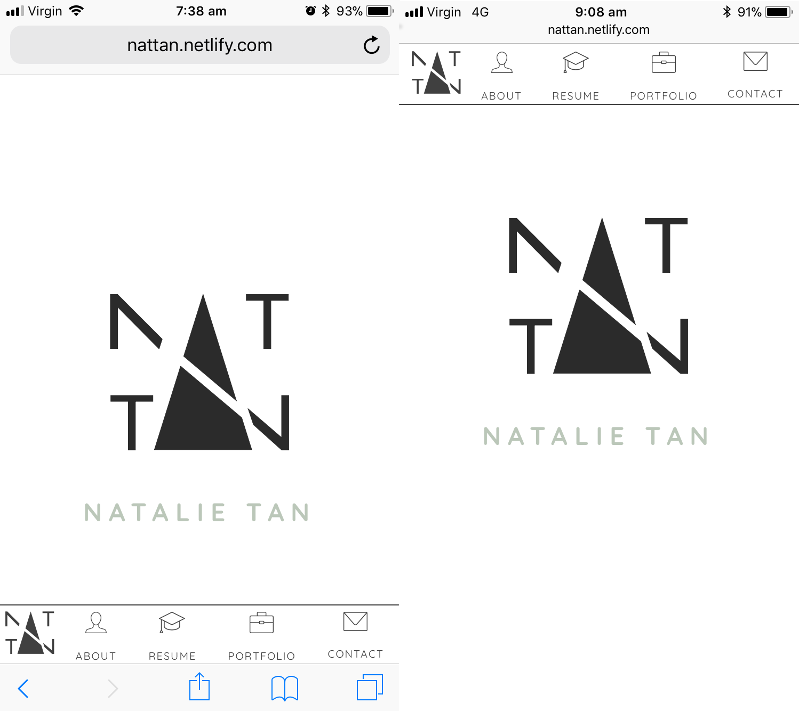 Virgin 7:38 am 93%
nattan.netlify.com
NAT
TAN
NATALIE TAN
NAT
TAN
ABOUT RESUME PORTFOLIO CONTACT
Virgin 4G 9:08 am 91%
nattan.netlify.com
NAT
TAN
ABOUT RESUME PORTFOLIO CONTACT
NAT
TAN
NATALIE TAN